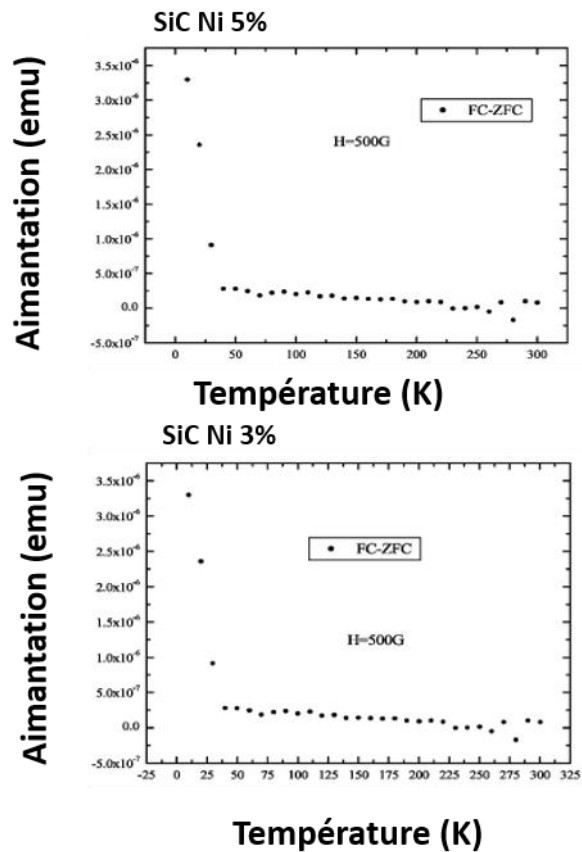 SiC Ni 5%
Aimantation (emu)
3.5x10⁻⁶
3.0x10⁻⁶
2.5x10⁻⁶
2.0x10⁻⁶
1.5x10⁻⁶
1.0x10⁻⁶
5.0x10⁻⁷
0.0
-5.0x10⁻⁷
FC-ZFC
H=500G
0 50 100 150 200 250 300
Température (K)
SiC Ni 3%
Aimantation (emu)
3.5x10⁻⁶
3.0x10⁻⁶
2.5x10⁻⁶
2.0x10⁻⁶
1.5x10⁻⁶
1.0x10⁻⁶
5.0x10⁻⁷
0.0
-5.0x10⁻⁷
FC-ZFC
H=500G
-25 0 25 50 75 100 125 150 175 200 225 250 275 300 325
Température (K)